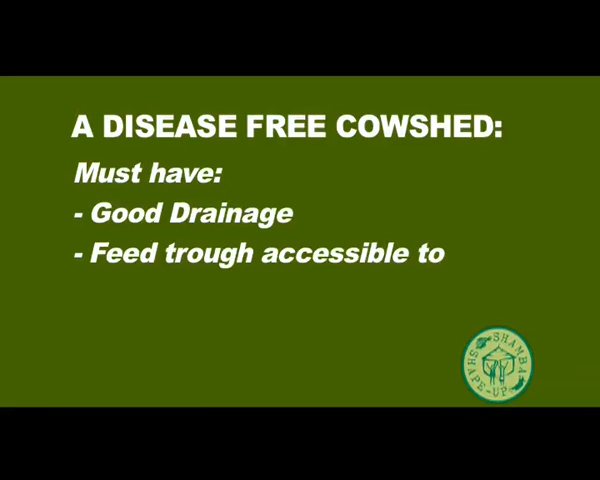 A DISEASE FREE COWSHED:
Must have:
- Good Drainage
- Feed trough accessible to
SHAMBA
SHAPE-UP